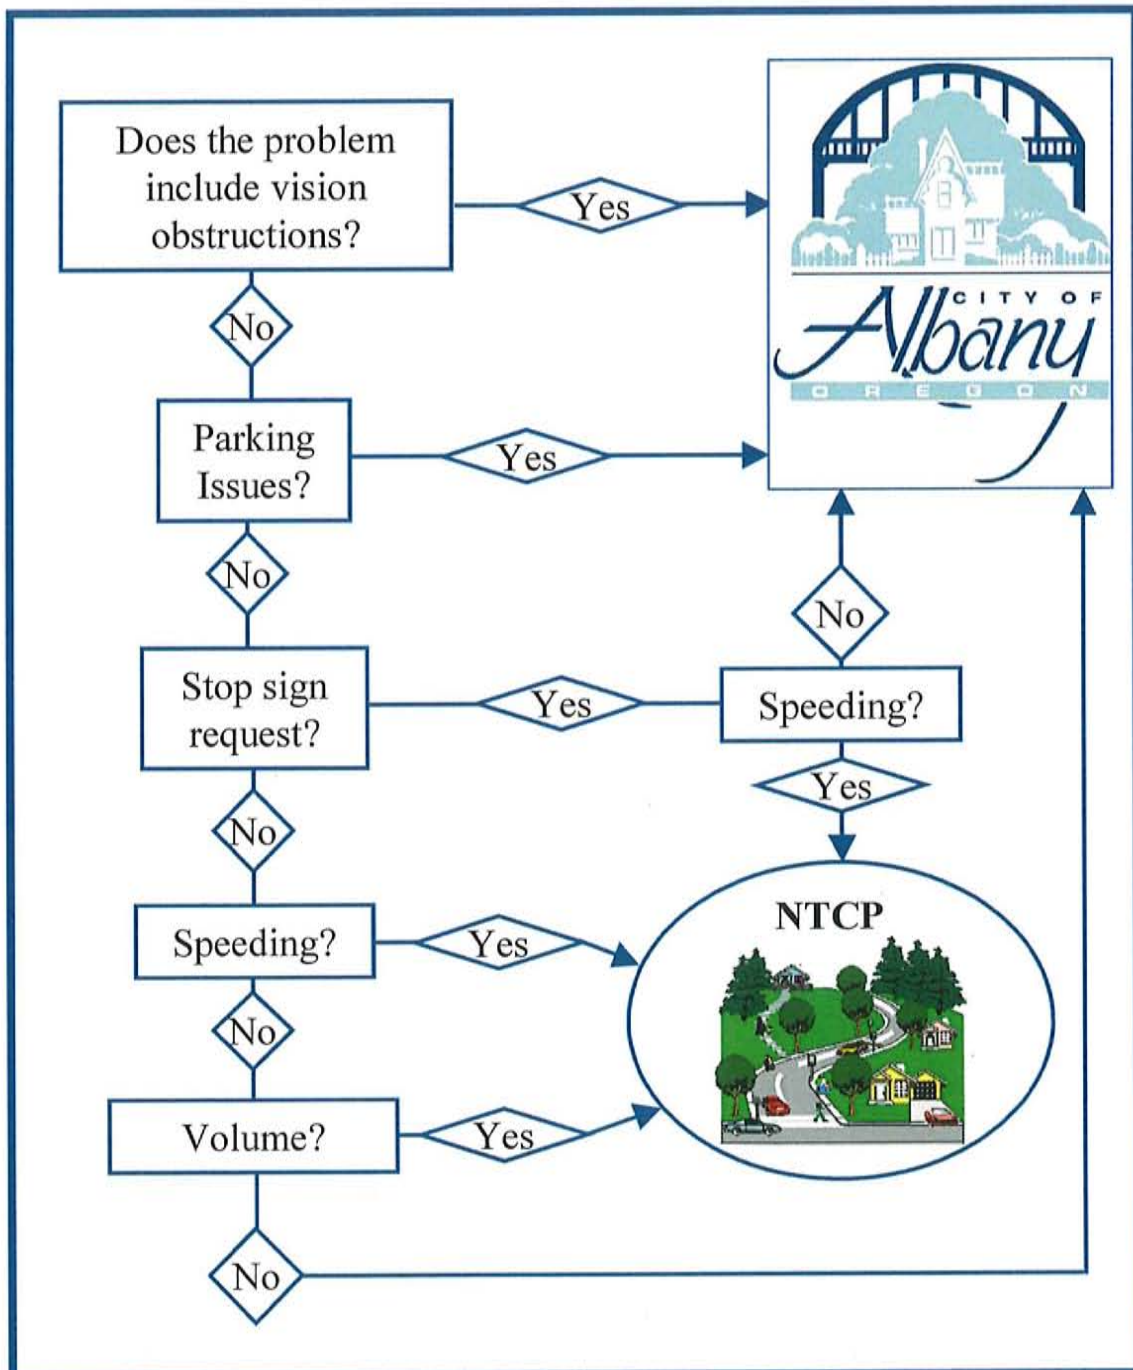 Does the problem
include vision
obstructions?
Yes
CITY OF
Albany
OREGON
No
Parking
Issues?
Yes
No
No
Stop sign
request?
Yes
Speeding?
Yes
No
NTCP
Speeding?
Yes
No
Volume?
Yes
No